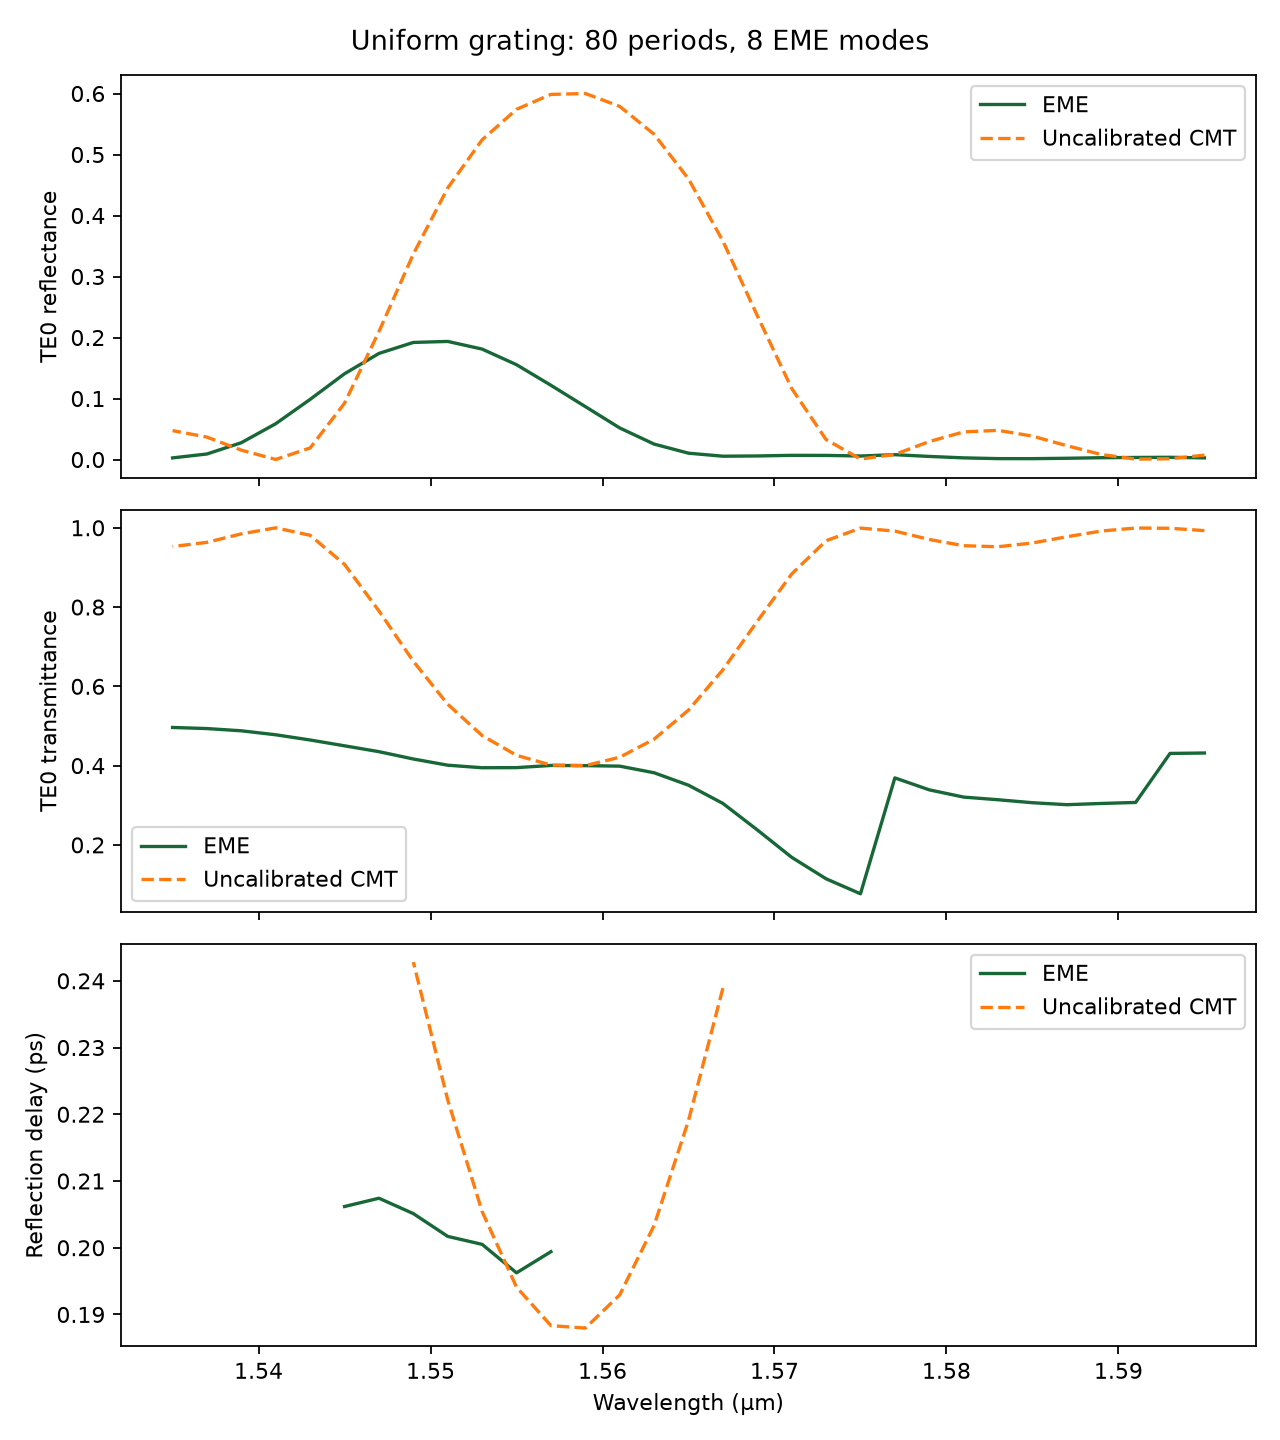 Uniform grating: 80 periods, 8 EME modes
TE0 reflectance
0.6
0.5
0.4
0.3
0.2
0.1
0.0
EME
Uncalibrated CMT
TE0 transmittance
1.0
0.8
0.6
0.4
0.2
EME
Uncalibrated CMT
Reflection delay (ps)
0.24
0.23
0.22
0.21
0.20
0.19
EME
Uncalibrated CMT
1.54 1.55 1.56 1.57 1.58 1.59
Wavelength (μm)